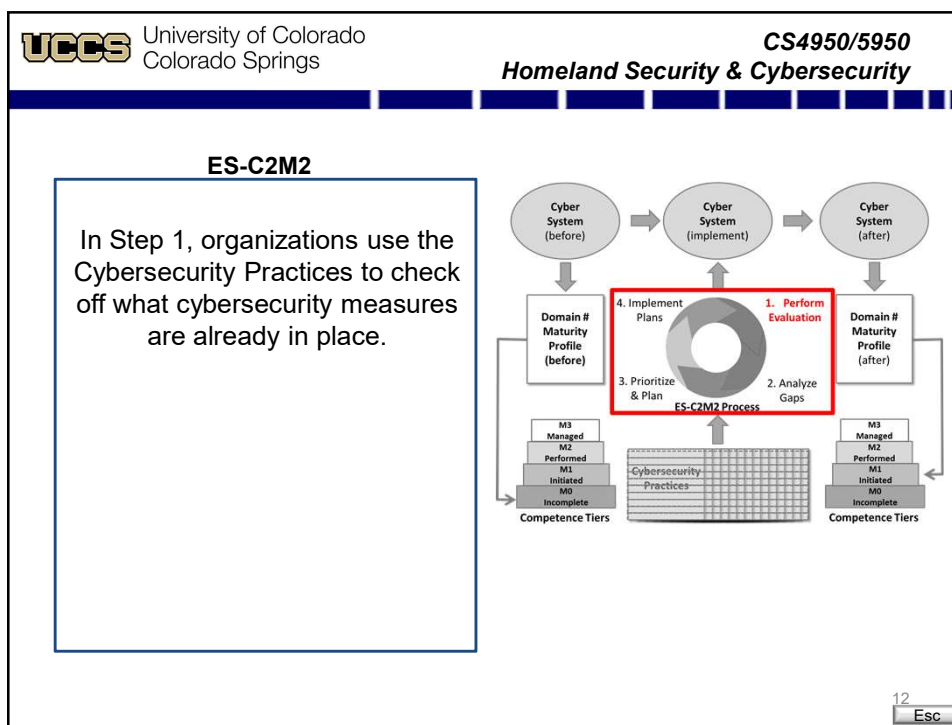 UCCS
University of Colorado
Colorado Springs
CS4950/5950
Homeland Security & Cybersecurity
ES-C2M2
In Step 1, organizations use the
Cybersecurity Practices to check
off what cybersecurity measures
are already in place.
Cyber
System
(before)
Cyber
System
(implement)
Cyber
System
(after)
Domain #
Maturity
Profile
(before)
4. Implement
Plans
1. Perform
Evaluation
3. Prioritize
& Plan
2. Analyze
Gaps
ES-C2M2 Process
Domain #
Maturity
Profile
(after)
M3
Managed
M2
Performed
M1
Initiated
M0
Incomplete
Competence Tiers
Cybersecurity
Practices
M3
Managed
M2
Performed
M1
Initiated
M0
Incomplete
Competence Tiers
12
Esc